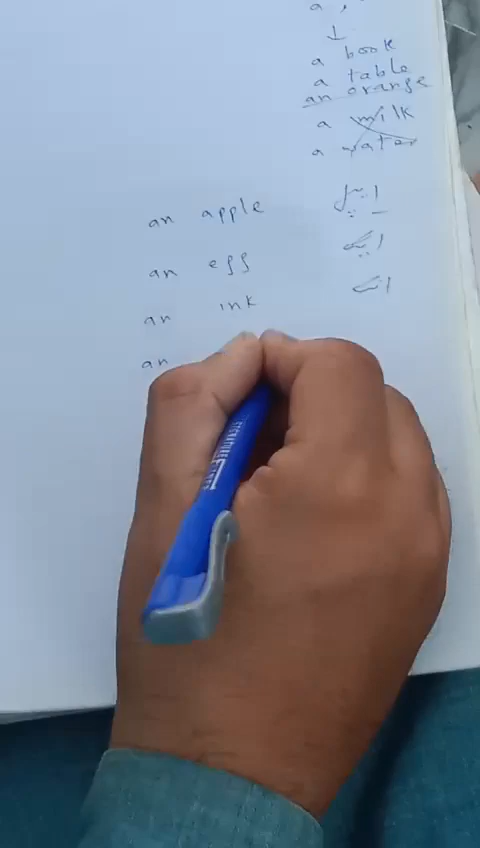 a,
↓
a book
a table
an orange
a milk
a water
an apple ایپل
an egg ایگ
an ink انک
an